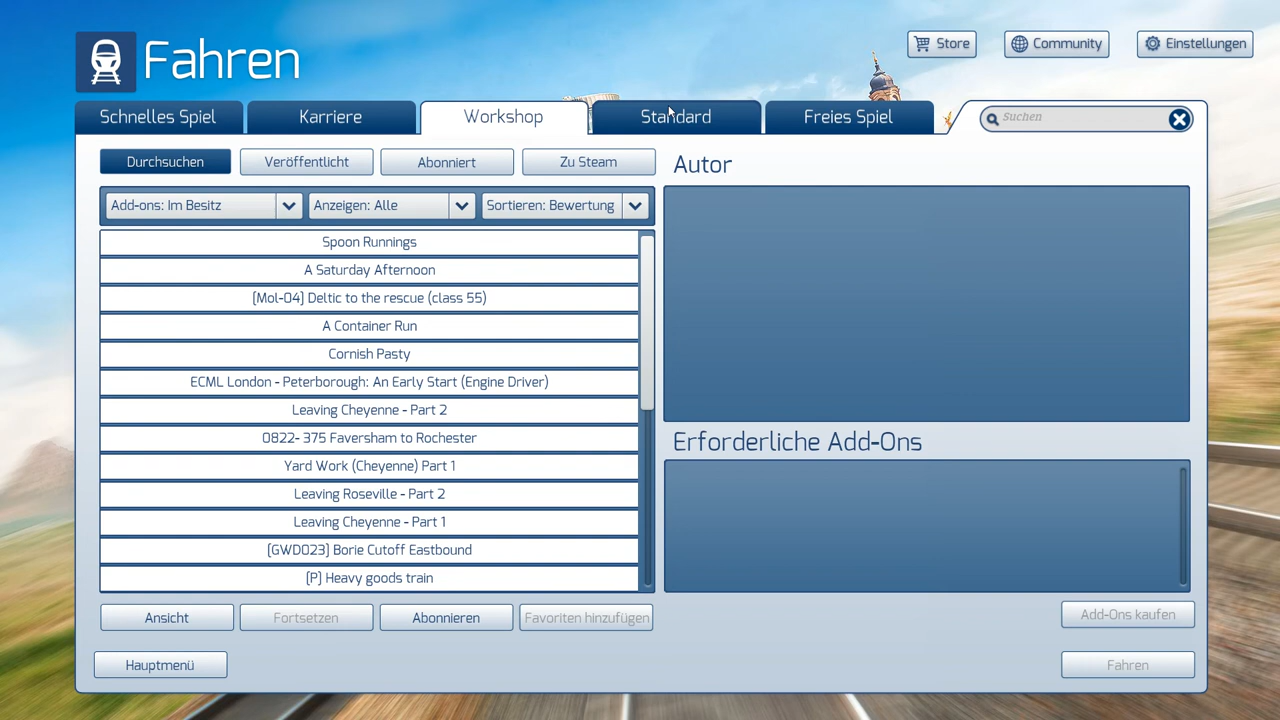 Fahren
Store
Community
Einstellungen
Schnelles Spiel
Karriere
Workshop
Standard
Freies Spiel
Suchen
Durchsuchen
Veröffentlicht
Abonniert
Zu Steam
Autor
Add-ons: Im Besitz
Anzeigen: Alle
Sortieren: Bewertung
Spoon Runnings
A Saturday Afternoon
[Mol-04] Deltic to the rescue (class 55)
A Container Run
Cornish Pasty
ECML London - Peterborough: An Early Start (Engine Driver)
Leaving Cheyenne - Part 2
0822- 375 Faversham to Rochester
Yard Work (Cheyenne) Part 1
Leaving Roseville - Part 2
Leaving Cheyenne - Part 1
[GWD023] Borie Cutoff Eastbound
[P] Heavy goods train
Erforderliche Add-Ons
Ansicht
Fortsetzen
Abonnieren
Favoriten hinzufügen
Add-Ons kaufen
Hauptmenü
Fahren